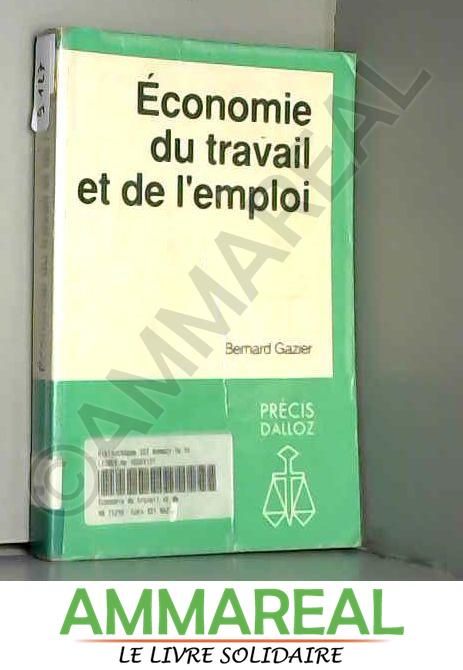 Économie
du travail
et de l'emploi
Bernard Gazier
PRÉCIS
DALLOZ
©AMMAREAL
AMMAREAL
LE LIVRE SOLIDAIRE